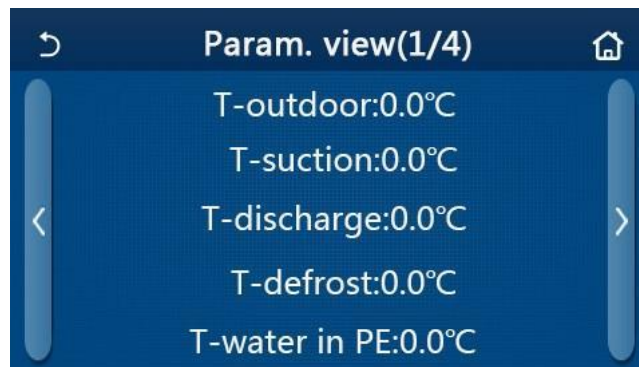 Param. view(1/4)
T-outdoor:0.0℃
T-suction:0.0℃
T-discharge:0.0℃
T-defrost:0.0℃
T-water in PE:0.0℃